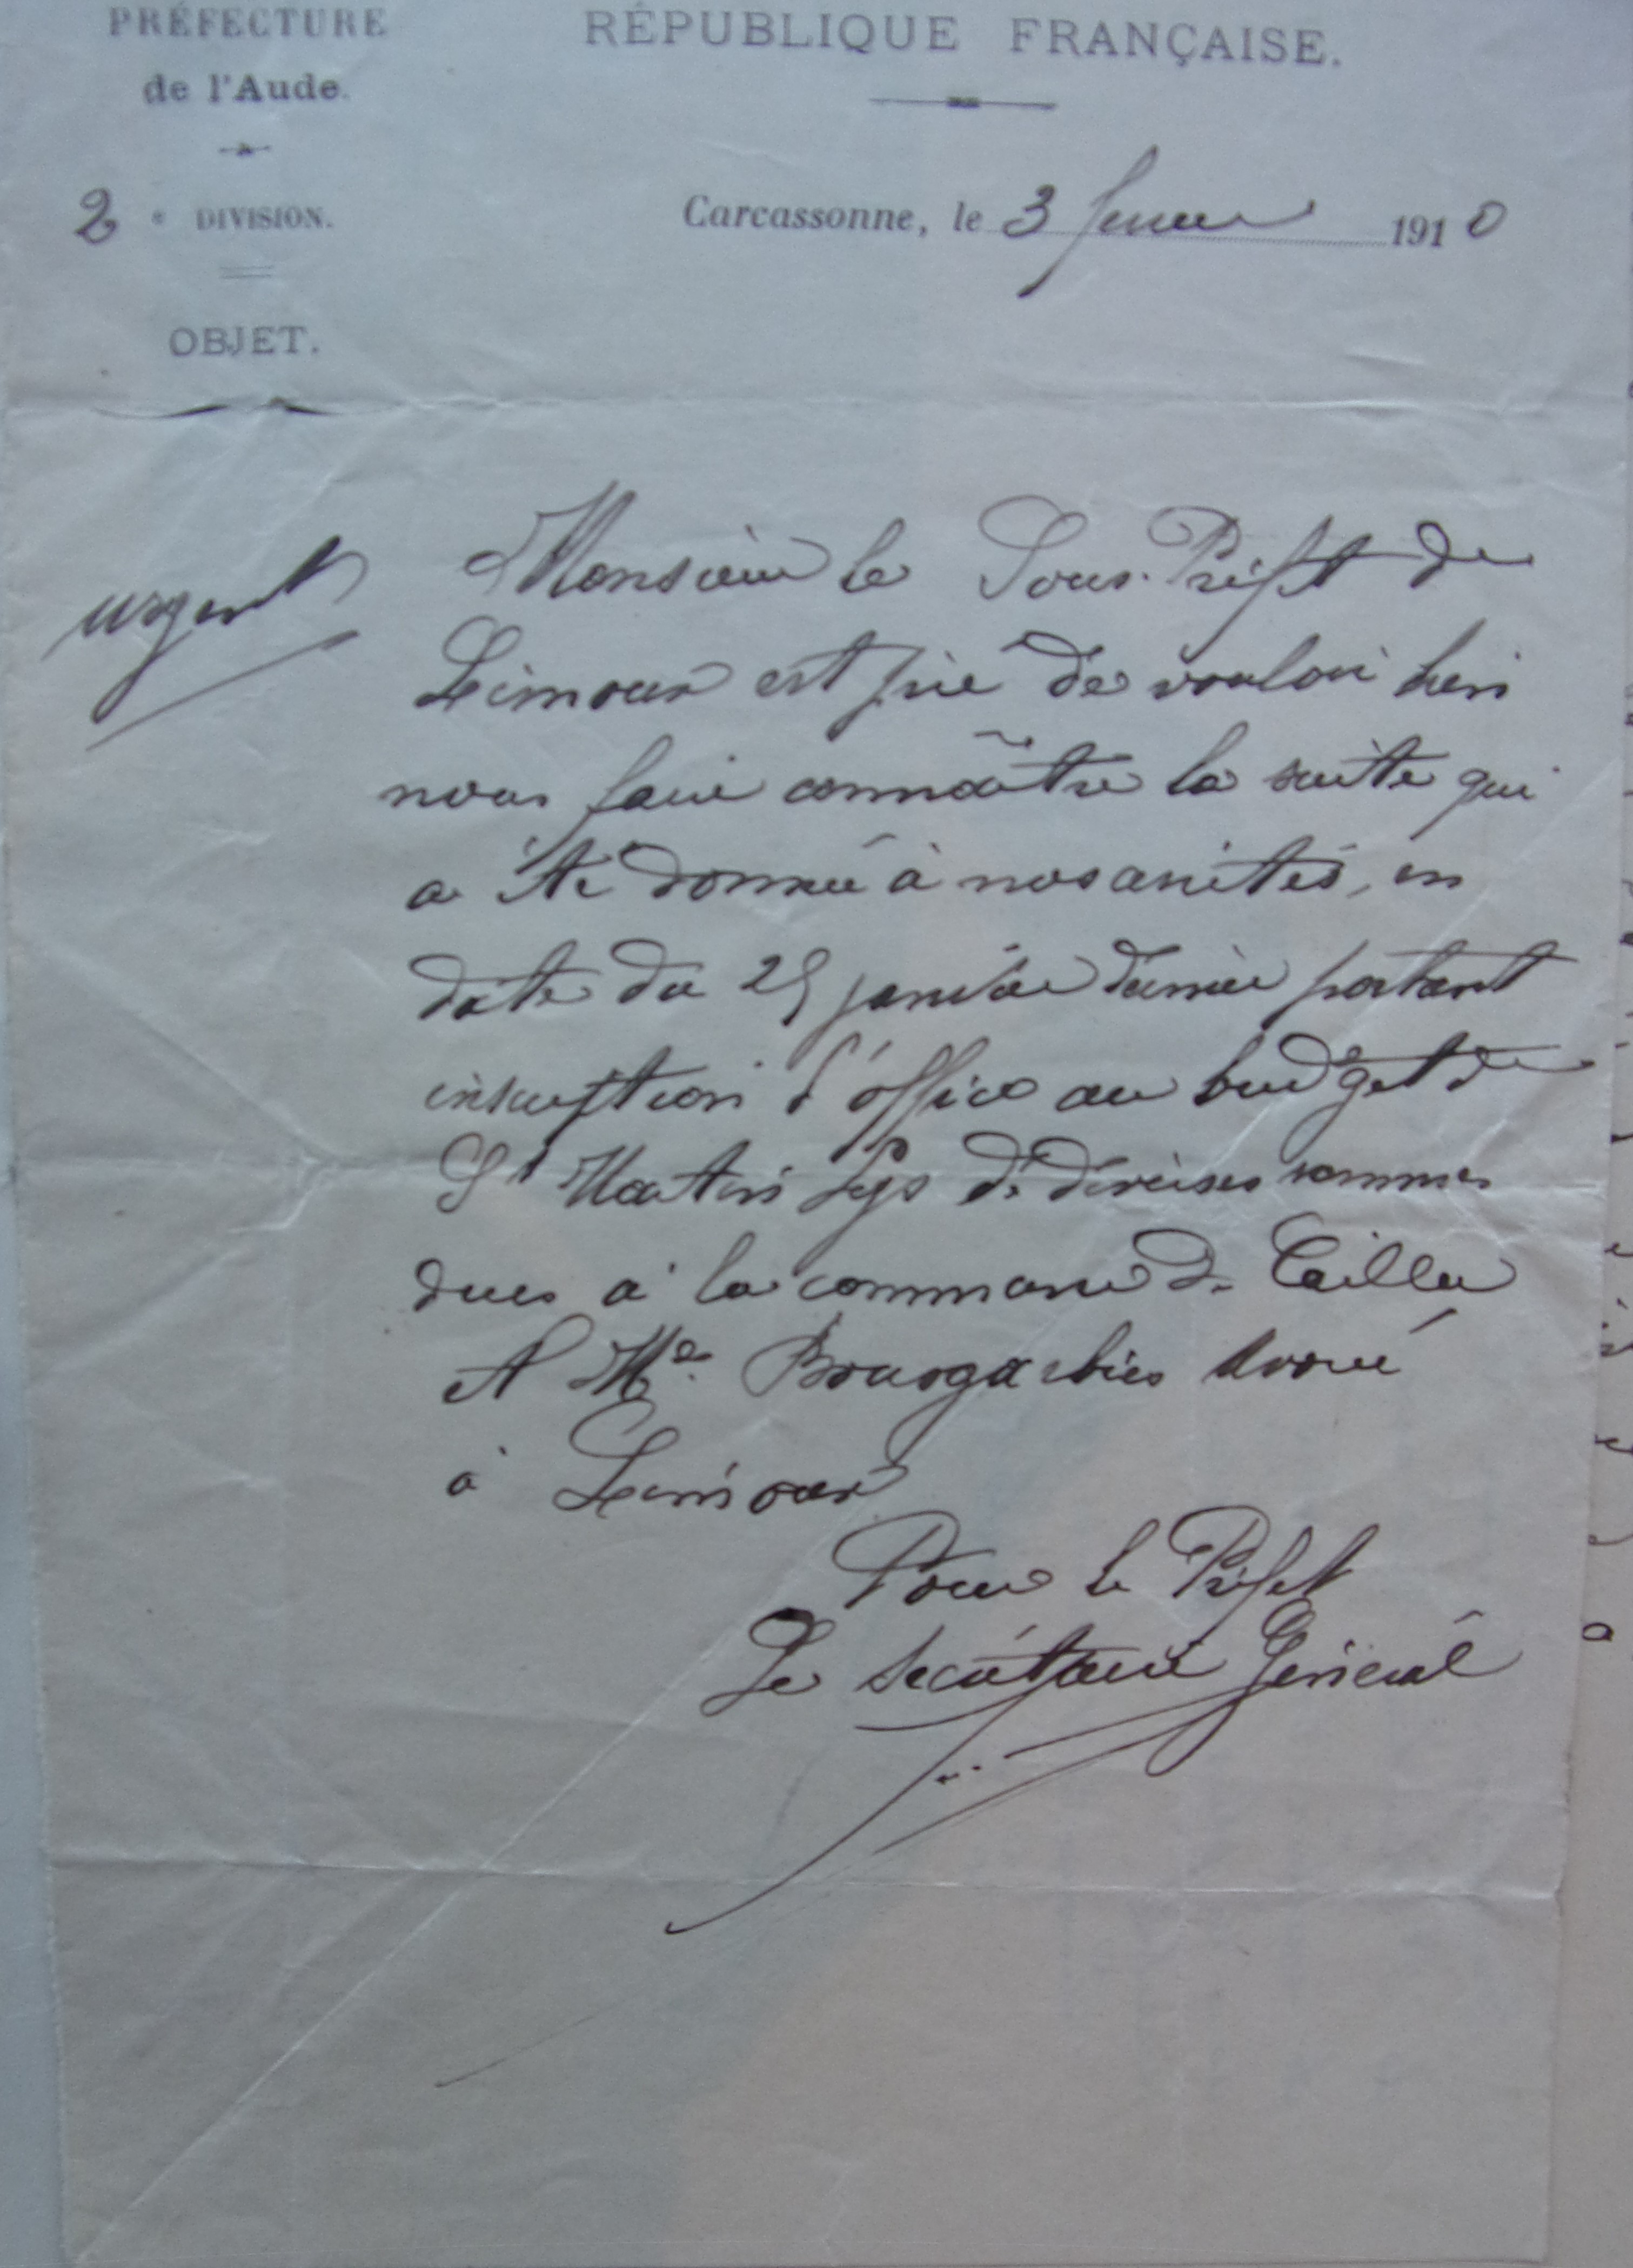 PRÉFECTURE
de l'Aude.
RÉPUBLIQUE FRANÇAISE.
2e DIVISION.
Carcassonne, le 3 février 1910
OBJET.
urgent
Monsieur le Sous-Préfet de
Limoux est prié de vouloir bien
nous faire connaître la suite qui
a été donnée à nos arrêtés, en
date du 25 janvier dernier portant
inscription d'office au budget de
St Martin Lys de diverses sommes
dues à la commune de Cailla
et Me. Bourgarbiès avoué
à Limoux
Pour le Préfet
Le Secrétaire Général